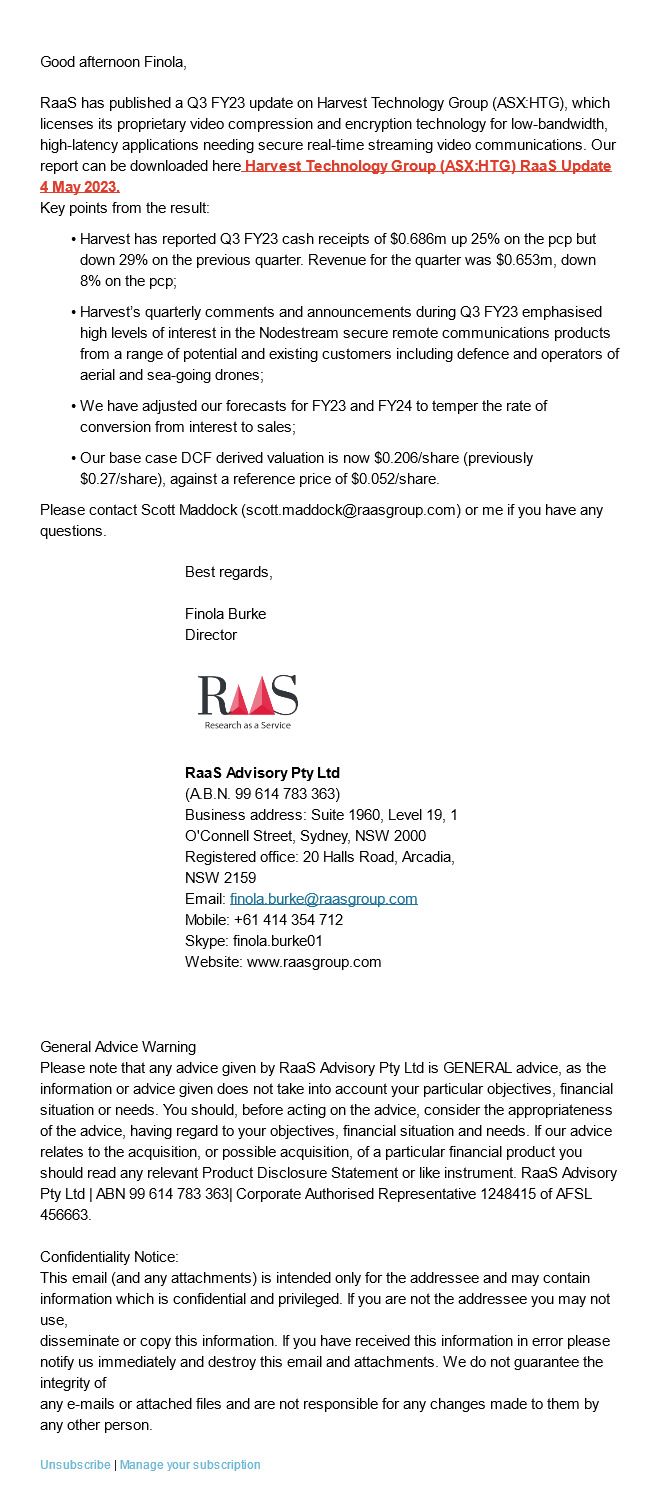 Good afternoon Finola,
RaaS has published a Q3 FY23 update on Harvest Technology Group (ASX:HTG), which
licenses its proprietary video compression and encryption technology for low-bandwidth,
high-latency applications needing secure real-time streaming video communications. Our
report can be downloaded here Harvest Technology Group (ASX:HTG) RaaS Update
4 May 2023.
Key points from the result:
• Harvest has reported Q3 FY23 cash receipts of $0.686m up 25% on the pcp but
down 29% on the previous quarter. Revenue for the quarter was $0.653m, down
8% on the pcp;
• Harvest's quarterly comments and announcements during Q3 FY23 emphasised
high levels of interest in the Nodestream secure remote communications products
from a range of potential and existing customers including defence and operators of
aerial and sea-going drones;
• We have adjusted our forecasts for FY23 and FY24 to temper the rate of
conversion from interest to sales;
• Our base case DCF derived valuation is now $0.206/share (previously
$0.27/share), against a reference price of $0.052/share.
Please contact Scott Maddock (scott.maddock@raasgroup.com) or me if you have any
questions.
Best regards,
Finola Burke
Director
RAAS
Research as a Service
RaaS Advisory Pty Ltd
(A.B.N. 99 614 783 363)
Business address: Suite 1960, Level 19, 1
O'Connell Street, Sydney, NSW 2000
Registered office: 20 Halls Road, Arcadia,
NSW 2159
Email: finola.burke@raasgroup.com
Mobile: +61 414 354 712
Skype: finola.burke01
Website: www.raasgroup.com
General Advice Warning
Please note that any advice given by RaaS Advisory Pty Ltd is GENERAL advice, as the
information or advice given does not take into account your particular objectives, financial
situation or needs. You should, before acting on the advice, consider the appropriateness
of the advice, having regard to your objectives, financial situation and needs. If our advice
relates to the acquisition, or possible acquisition, of a particular financial product you
should read any relevant Product Disclosure Statement or like instrument. RaaS Advisory
Pty Ltd | ABN 99 614 783 363| Corporate Authorised Representative 1248415 of AFSL
456663.
Confidentiality Notice:
This email (and any attachments) is intended only for the addressee and may contain
information which is confidential and privileged. If you are not the addressee you may not
use,
disseminate or copy this information. If you have received this information in error please
notify us immediately and destroy this email and attachments. We do not guarantee the
integrity of
any e-mails or attached files and are not responsible for any changes made to them by
any other person.
Unsubscribe | Manage your subscription